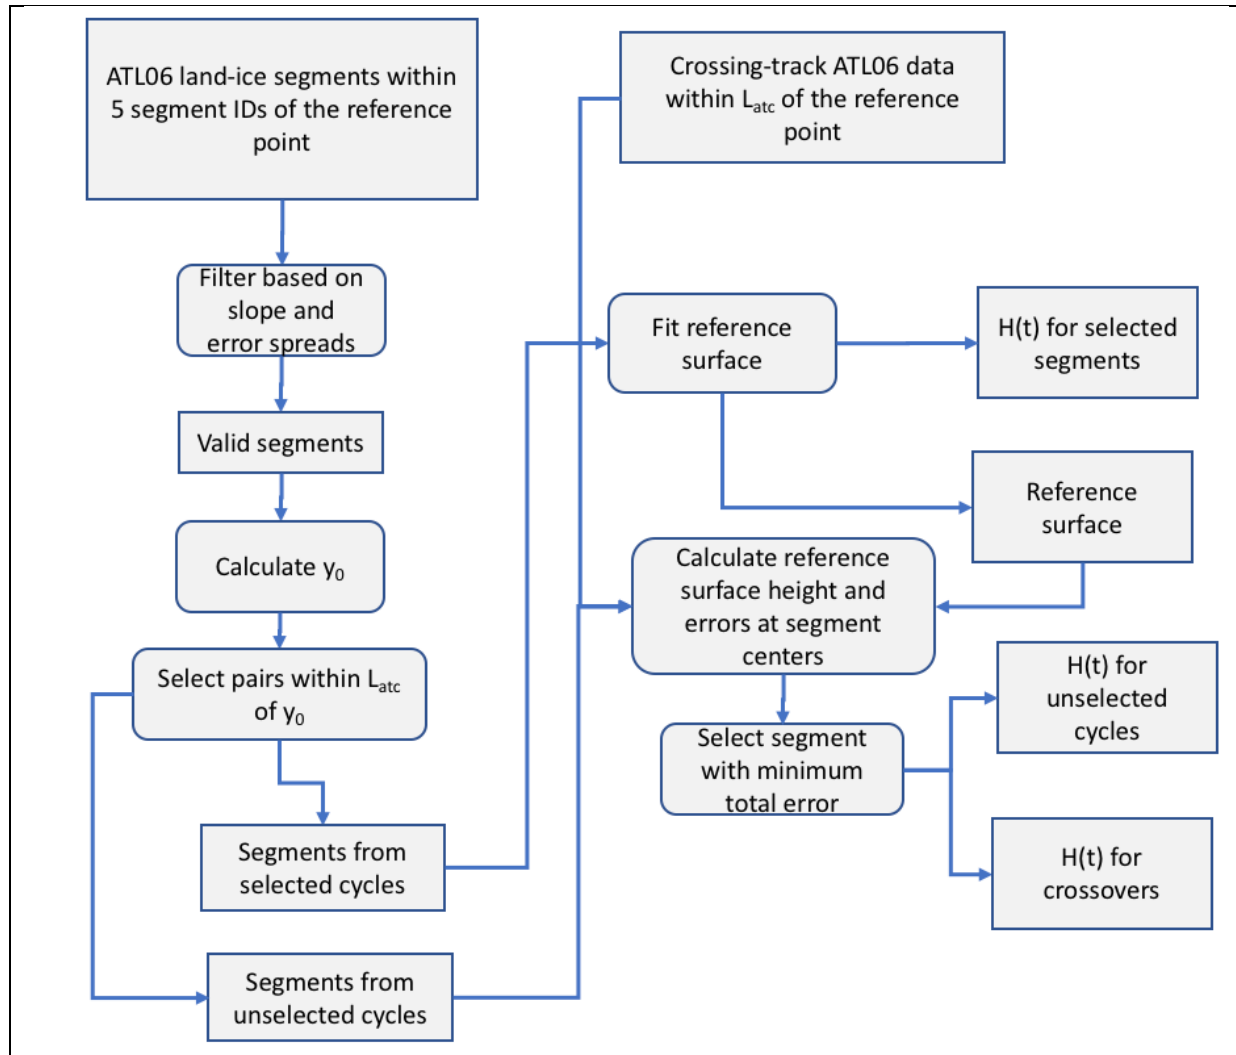 ATL06 land-ice segments within
5 segment IDs of the reference
point
Crossing-track ATL06 data
within Latc of the reference
point
Filter based on
slope and
error spreads
Valid segments
Calculate y0
Select pairs within Latc
of y0
Segments from
selected cycles
Segments from
unselected cycles
Fit reference
surface
H(t) for selected
segments
Reference
surface
Calculate reference
surface height and
errors at segment
centers
Select segment
with minimum
total error
H(t) for
unselected
cycles
H(t) for
crossovers